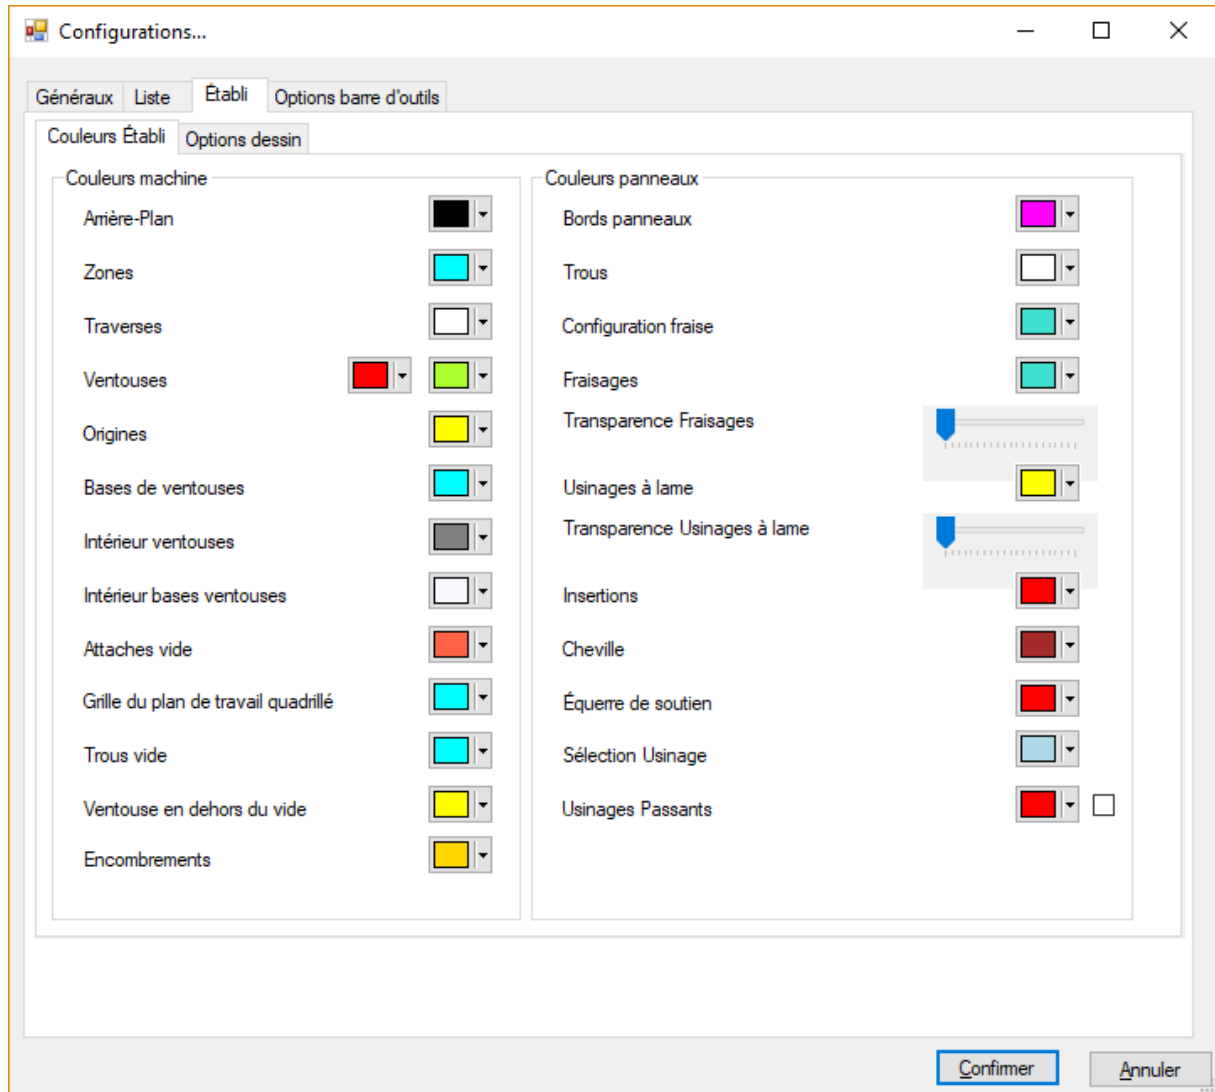 Configurations...
Généraux Liste Établi Options barre d'outils
Couleurs Établi Options dessin
Couleurs machine
Arrière-Plan
Zones
Traverses
Ventouses
Origines
Bases de ventouses
Intérieur ventouses
Intérieur bases ventouses
Attaches vide
Grille du plan de travail quadrillé
Trous vide
Ventouse en dehors du vide
Encombrements
Couleurs panneaux
Bords panneaux
Trous
Configuration fraise
Fraisages
Transparence Fraisages
Usinages à lame
Transparence Usinages à lame
Insertions
Cheville
Équerre de soutien
Sélection Usinage
Usinages Passants
Confirmer Annuler